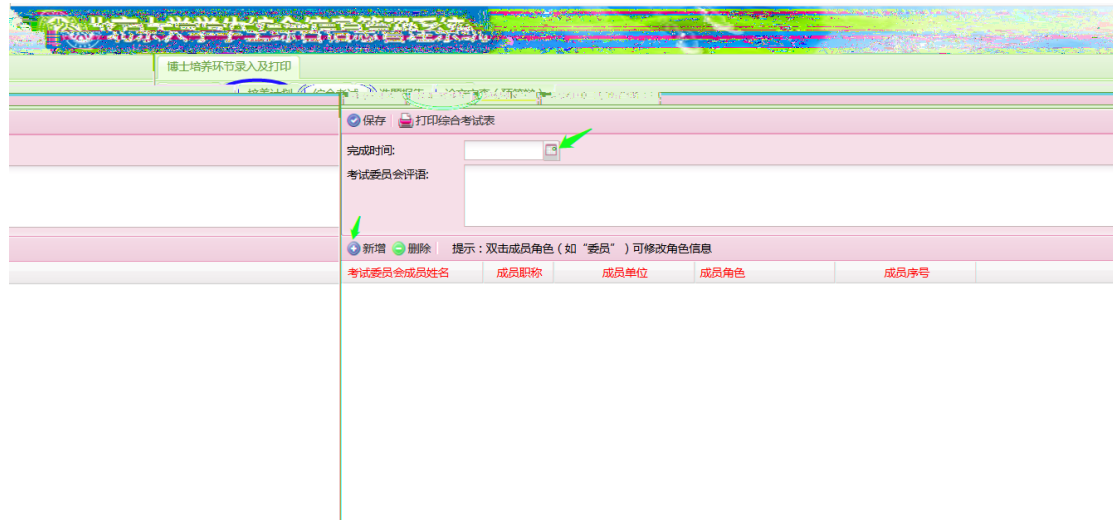 博士培养环节录入及打印
保存 打印综合考试表
完成时间:
考试委员会评语:
新增 删除 提示:双击成员角色(如“委员”)可修改角色信息
考试委员会成员姓名 成员职称 成员单位 成员角色 成员序号